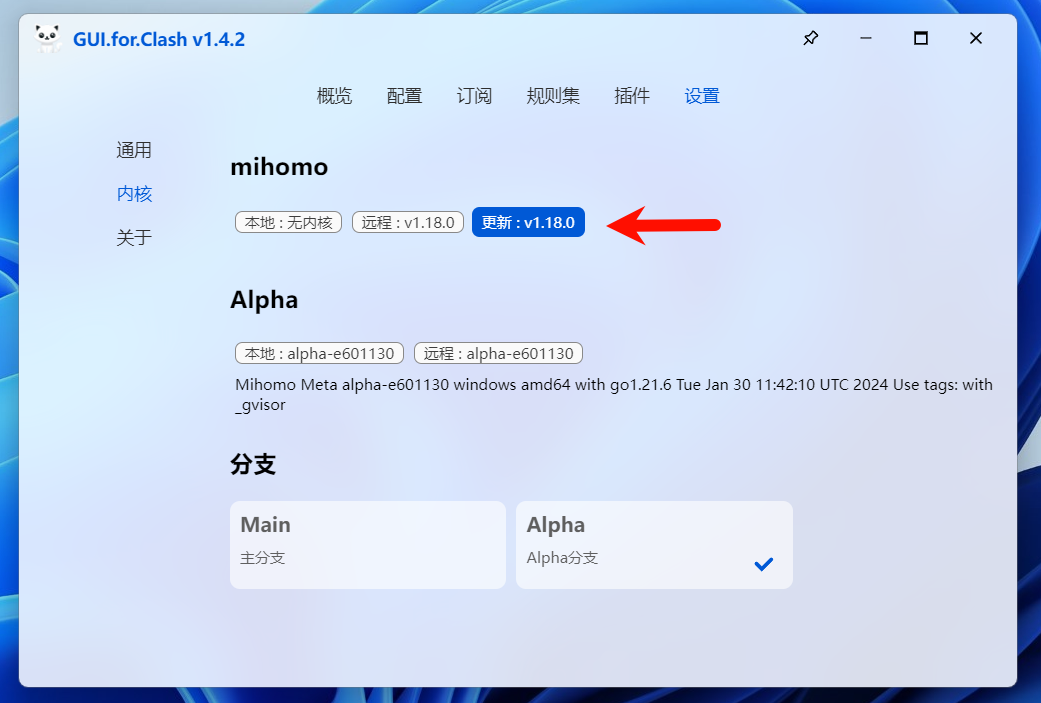 GUI.for.Clash v1.4.2
概览 配置 订阅 规则集 插件 设置
通用
内核
关于
mihomo
本地 : 无内核 远程 : v1.18.0 更新 : v1.18.0
Alpha
本地 : alpha-e601130 远程 : alpha-e601130
Mihomo Meta alpha-e601130 windows amd64 with go1.21.6 Tue Jan 30 11:42:10 UTC 2024 Use tags: with
_gvisor
分支
Main
主分支
Alpha
Alpha分支